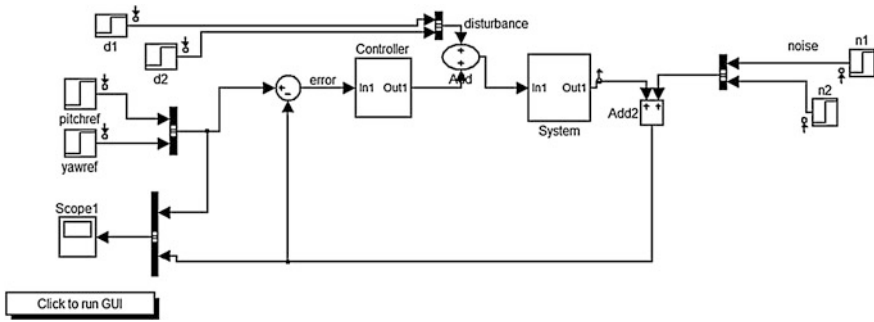 d1
disturbance
d2
Controller
In1 Out1
+
+
Add
In1 Out1
System
noise
n1
n2
+ +
Add2
pitchref
+
-
error
yawref
Scope1
Click to run GUI